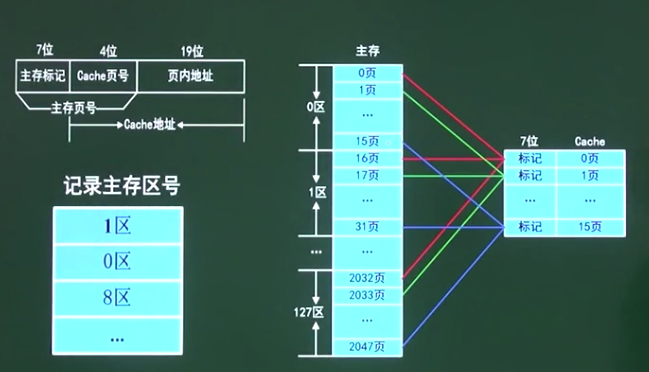 7位 4位 19位
主存标记 Cache页号 页内地址
主存页号
Cache地址
记录主存区号
1区
0区
8区
...
主存
0页
1页
...
15页
16页
17页
...
31页
...
2032页
2033页
...
2047页
0区
1区
...
127区
7位 Cache
标记 0页
标记 1页
... ...
标记 15页